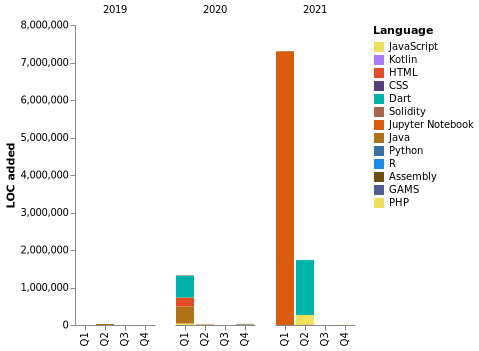 2019 2020 2021
Language
8,000,000
JavaScript
Kotlin
7,000,000
HTML
CSS
6,000,000
Dart
Solidity
Jupyter Notebook
5,000,000
Java
Python
4,000,000
R
Assembly
GAMS
PHP
3,000,000
2,000,000
1,000,000
0
LOC added
Q1 Q2 Q3 Q4 Q1 Q2 Q3 Q4 Q1 Q2 Q3 Q4